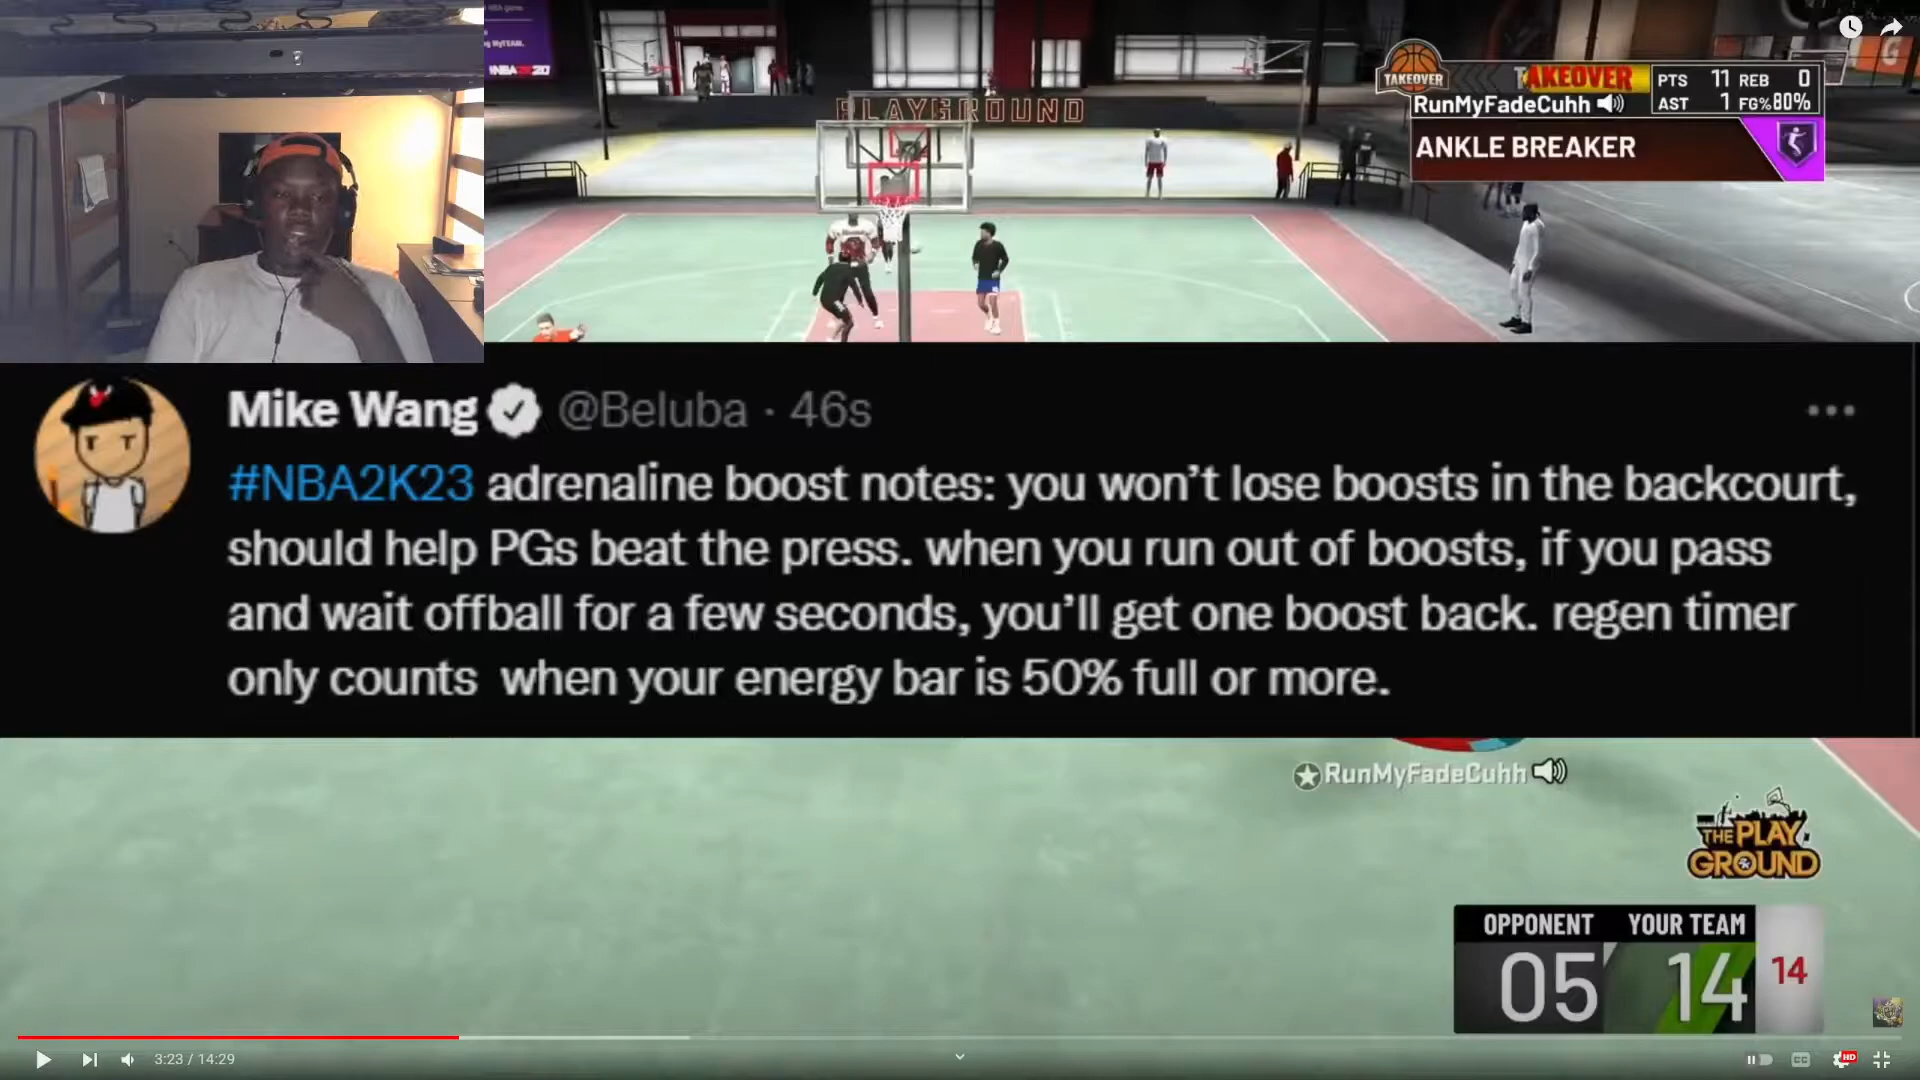 NBA 2K20
PLAYGROUND
TAKEOVER
TAKEOVER
PTS 11 REB 0
RunMyFadeCuhh
AST 1 FG% 80%
ANKLE BREAKER
Mike Wang @Beluba · 46s
#NBA2K23 adrenaline boost notes: you won’t lose boosts in the backcourt,
should help PGs beat the press. when you run out of boosts, if you pass
and wait offball for a few seconds, you’ll get one boost back. regen timer
only counts when your energy bar is 50% full or more.
RunMyFadeCuhh
THE PLAY
GROUND
OPPONENT YOUR TEAM
05 14 14
3:23 / 14:29
CC HD